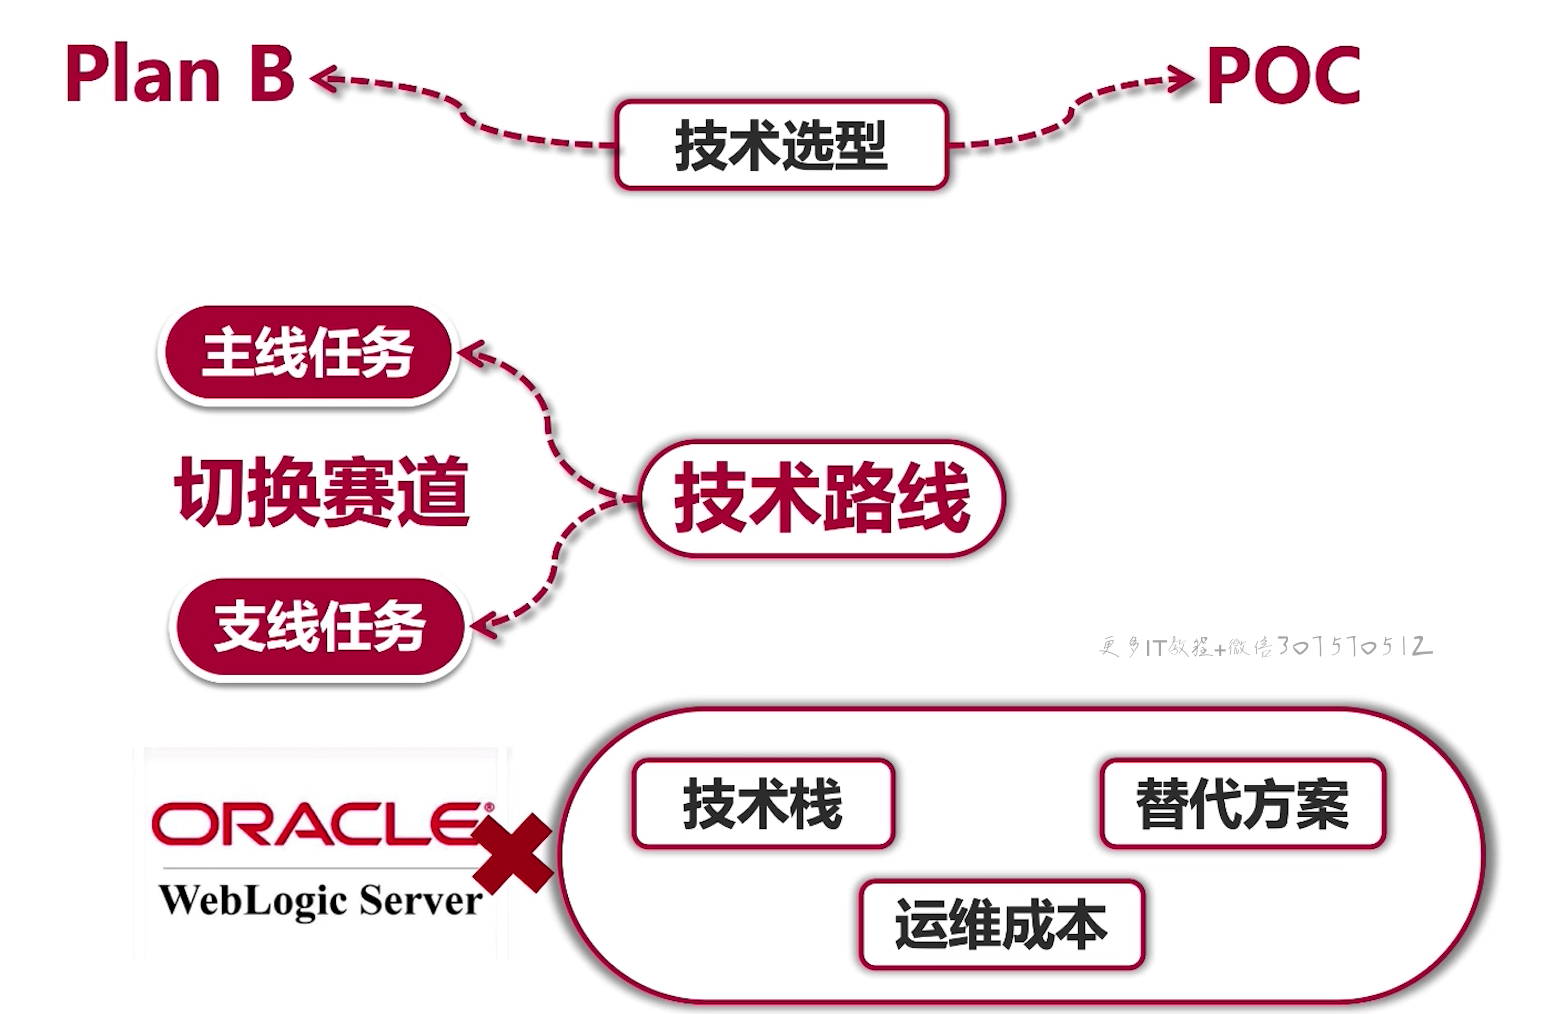 Plan B
POC
技术选型
主线任务
切换赛道
技术路线
支线任务
更多IT教程+微信301510512
ORACLE®
WebLogic Server
技术栈
替代方案
运维成本